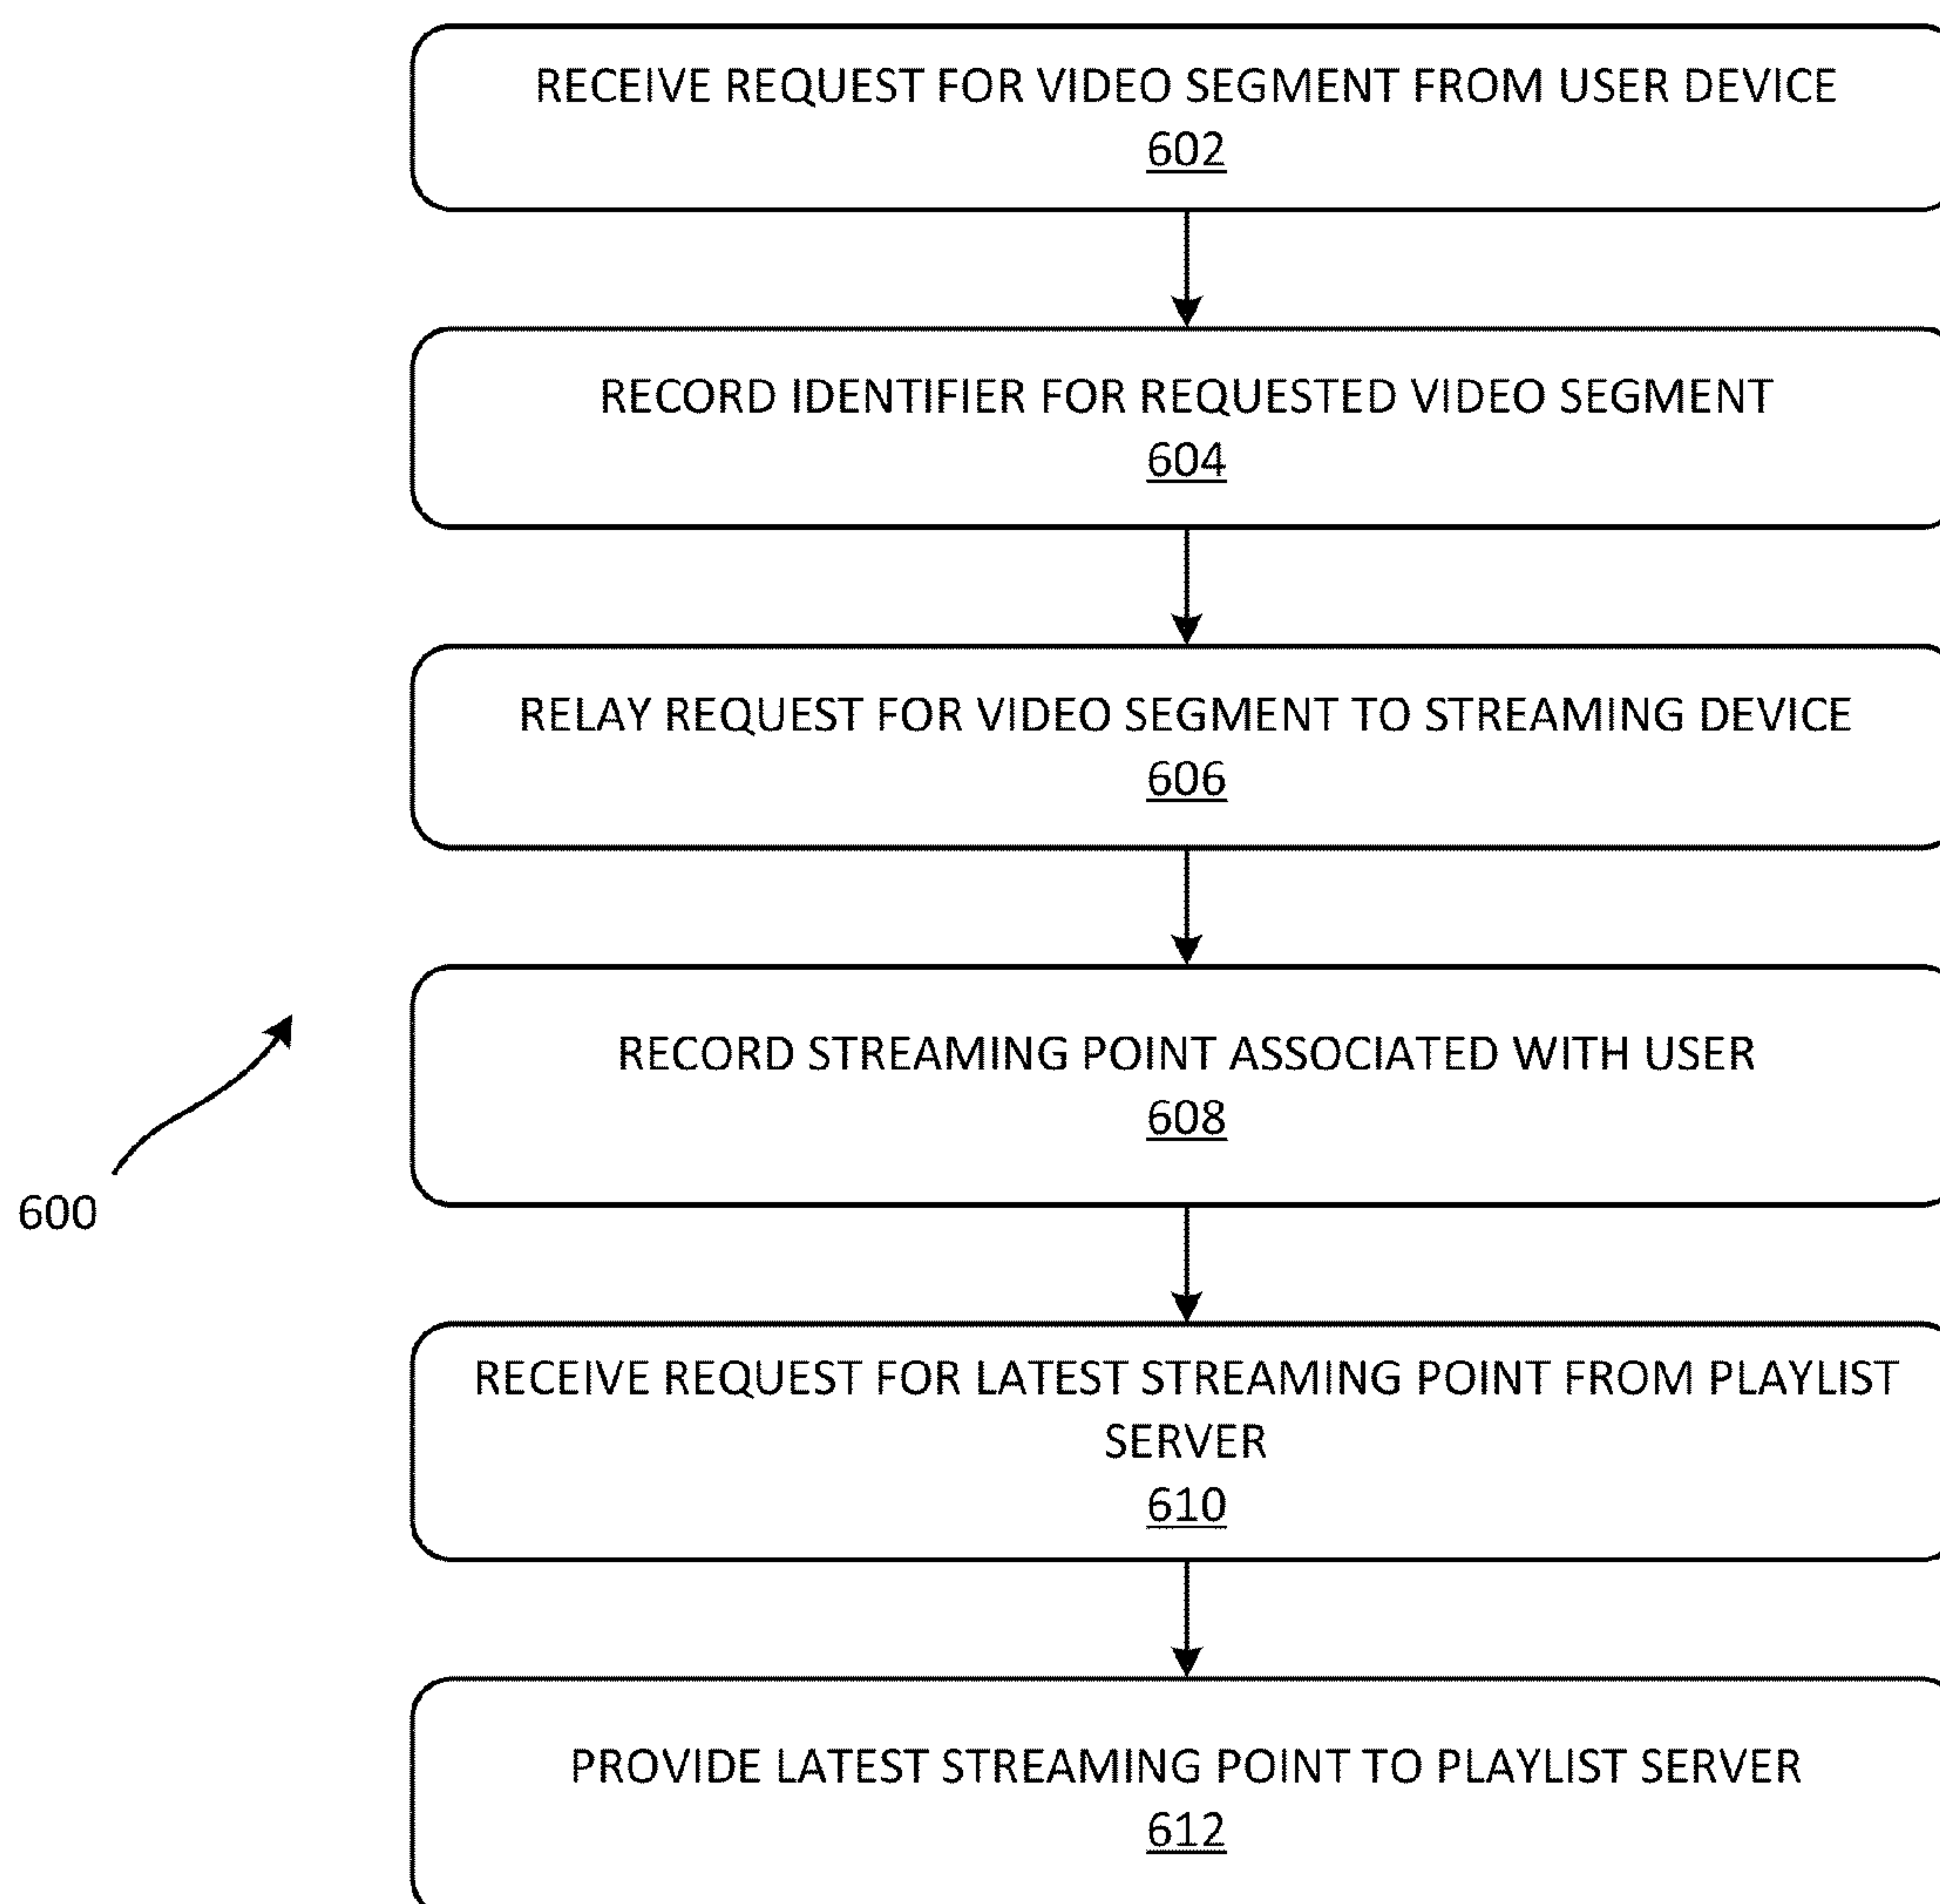 RECEIVE REQUEST FOR VIDEO SEGMENT FROM USER DEVICE
602
RECORD IDENTIFIER FOR REQUESTED VIDEO SEGMENT
604
RELAY REQUEST FOR VIDEO SEGMENT TO STREAMING DEVICE
606
RECORD STREAMING POINT ASSOCIATED WITH USER
608
600
RECEIVE REQUEST FOR LATEST STREAMING POINT FROM PLAYLIST
SERVER
610
PROVIDE LATEST STREAMING POINT TO PLAYLIST SERVER
612